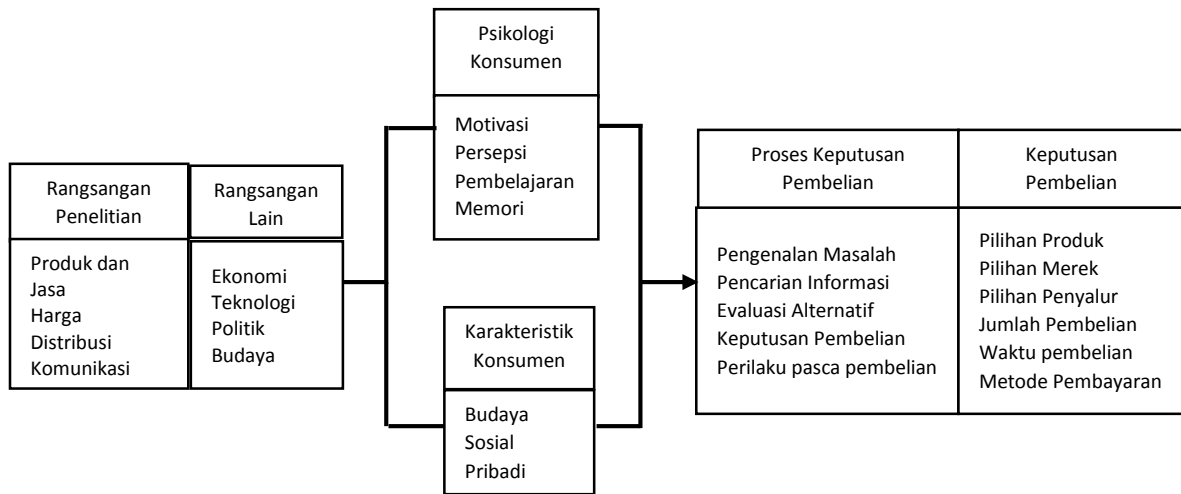 Rangsangan
Penelitian
Produk dan
Jasa
Harga
Distribusi
Komunikasi
Rangsangan
Lain
Ekonomi
Teknologi
Politik
Budaya
Psikologi
Konsumen
Motivasi
Persepsi
Pembelajaran
Memori
Karakteristik
Konsumen
Budaya
Sosial
Pribadi
Proses Keputusan
Pembelian
Pengenalan Masalah
Pencarian Informasi
Evaluasi Alternatif
Keputusan Pembelian
Perilaku pasca pembelian
Keputusan
Pembelian
Pilihan Produk
Pilihan Merek
Pilihan Penyalur
Jumlah Pembelian
Waktu pembelian
Metode Pembayaran